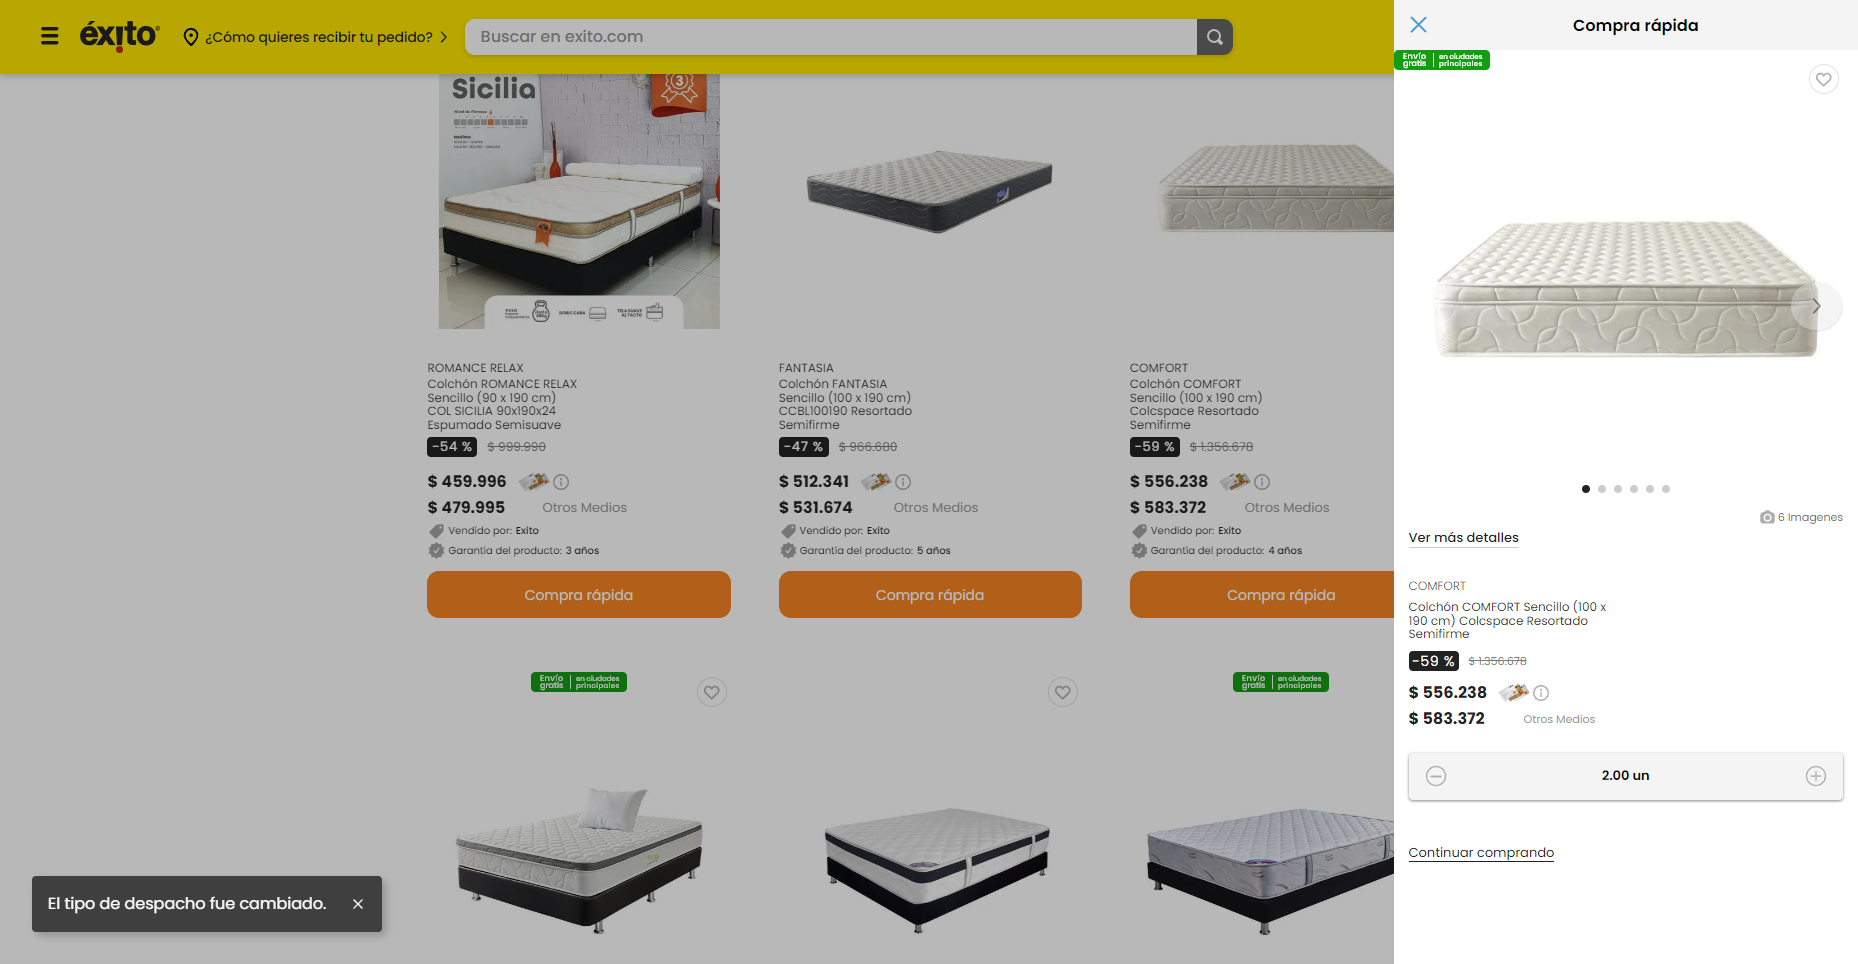 éxito
¿Cómo quieres recibir tu pedido?
Buscar en exito.com
Sicilia
3
DOBLE CARA
TELA SUAVE
AL TACTO
ROMANCE RELAX
Colchón ROMANCE RELAX
Sencillo (90 x 190 cm)
COL SICILIA 90x190x24
Espumado Semisuave
-54 % $ 999.990
$ 459.996
$ 479.995 Otros Medios
Vendido por: Exito
Garantía del producto: 3 años
Compra rápida
FANTASIA
Colchón FANTASIA
Sencillo (100 x 190 cm)
CCBL100190 Resortado
Semifirme
-47 % $ 966.680
$ 512.341
$ 531.674 Otros Medios
Vendido por: Exito
Garantía del producto: 5 años
Compra rápida
COMFORT
Colchón COMFORT
Sencillo (100 x 190 cm)
Colcspace Resortado
Semifirme
-59 % $ 1.356.678
$ 556.238
$ 583.372 Otros Medios
Vendido por: Exito
Garantía del producto: 4 años
Compra rápida
Envío gratis en ciudades principales
Envío gratis en ciudades principales
El tipo de despacho fue cambiado.
Compra rápida
Envío gratis en ciudades principales
6 Imagenes
Ver más detalles
COMFORT
Colchón COMFORT Sencillo (100 x
190 cm) Colcspace Resortado
Semifirme
-59 % $ 1.356.678
$ 556.238
$ 583.372 Otros Medios
2.00 un
Continuar comprando